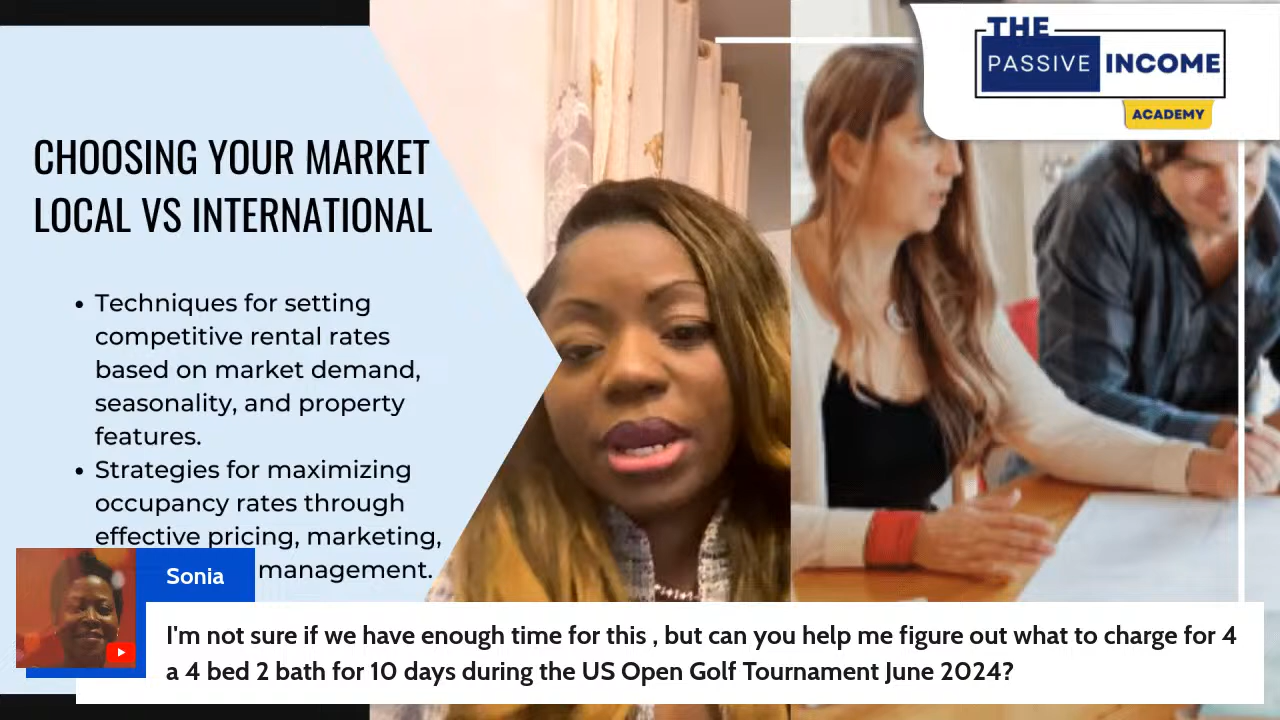 THE
PASSIVE INCOME
ACADEMY
CHOOSING YOUR MARKET
LOCAL VS INTERNATIONAL
• Techniques for setting
competitive rental rates
based on market demand,
seasonality, and property
features.
• Strategies for maximizing
occupancy rates through
effective pricing, marketing,
management.
Sonia
I'm not sure if we have enough time for this , but can you help me figure out what to charge for 4
a 4 bed 2 bath for 10 days during the US Open Golf Tournament June 2024?